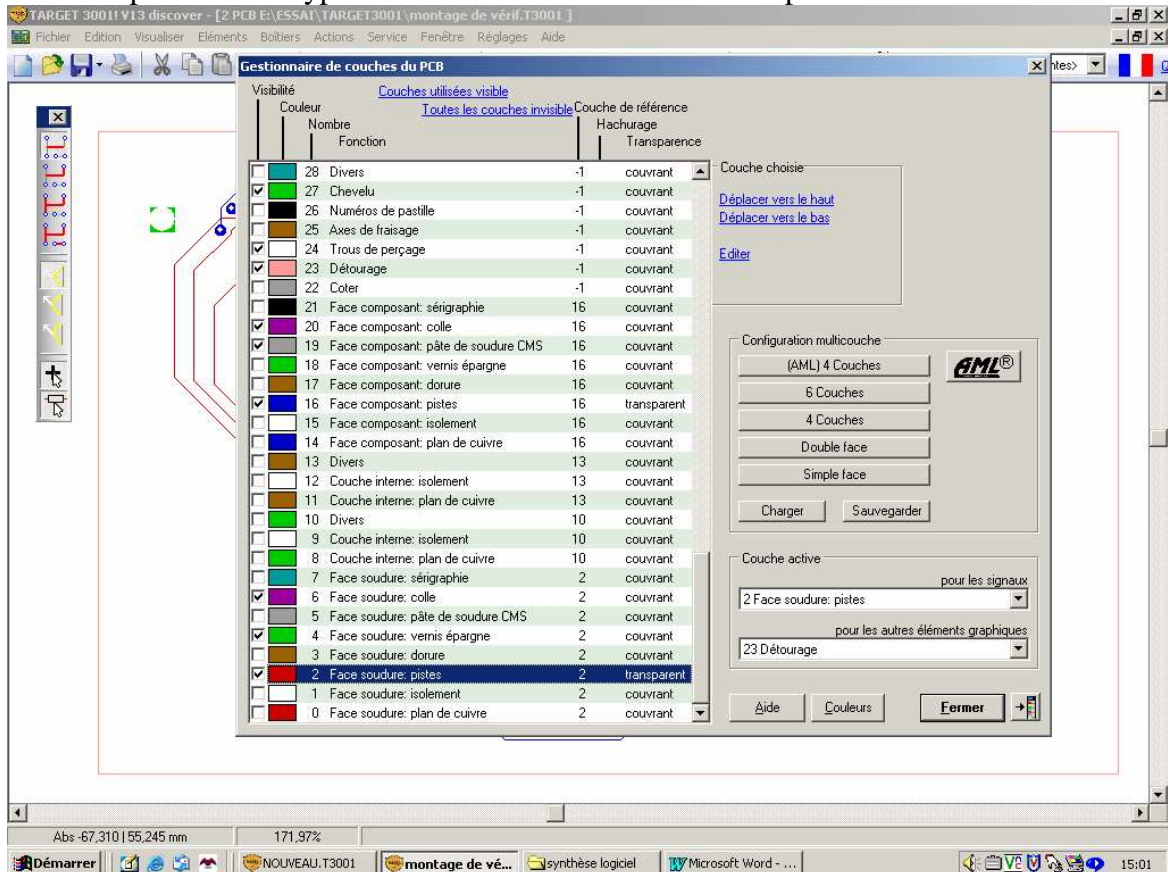 TARGET 3001! V13 discover - [2 PCB E:\ESSAI\TARGET3001\montage de vérif.T3001 ]
Fichier Edition Visualiser Eléments Boîtiers Actions Service Fenêtre Réglages Aide
Gestionnaire de couches du PCB
Visibilité
Couches utilisées visible
Couleur
Toutes les couches invisible
Couche de référence
Nombre
Hachurage
Fonction
Transparence
28 Divers -1 couvrant
27 Chevelu -1 couvrant
26 Numéros de pastille -1 couvrant
25 Axes de fraisage -1 couvrant
24 Trous de perçage -1 couvrant
23 Détourage -1 couvrant
22 Coter -1 couvrant
21 Face composant: sérigraphie 16 couvrant
20 Face composant: colle 16 couvrant
19 Face composant: pâte de soudure CMS 16 couvrant
18 Face composant: vernis épargne 16 couvrant
17 Face composant: dorure 16 couvrant
16 Face composant: pistes 16 transparent
15 Face composant: isolement 16 couvrant
14 Face composant: plan de cuivre 16 couvrant
13 Divers 13 couvrant
12 Couche interne: isolement 13 couvrant
11 Couche interne: plan de cuivre 13 couvrant
10 Divers 10 couvrant
9 Couche interne: isolement 10 couvrant
8 Couche interne: plan de cuivre 10 couvrant
7 Face soudure: sérigraphie 2 couvrant
6 Face soudure: colle 2 couvrant
5 Face soudure: pâte de soudure CMS 2 couvrant
4 Face soudure: vernis épargne 2 couvrant
3 Face soudure: dorure 2 couvrant
2 Face soudure: pistes 2 transparent
1 Face soudure: isolement 2 couvrant
0 Face soudure: plan de cuivre 2 couvrant
Couche choisie
Déplacer vers le haut
Déplacer vers le bas
Editer
Configuration multicouche
(AML) 4 Couches
AML®
6 Couches
4 Couches
Double face
Simple face
Charger Sauvegarder
Couche active
pour les signaux
2 Face soudure: pistes
pour les autres éléments graphiques
23 Détourage
Aide Couleurs Fermer
Abs -67,310 | 55,245 mm 171,97%
Démarrer NOUVEAU.T3001 montage de vé... synthèse logiciel Microsoft Word - ... 15:01